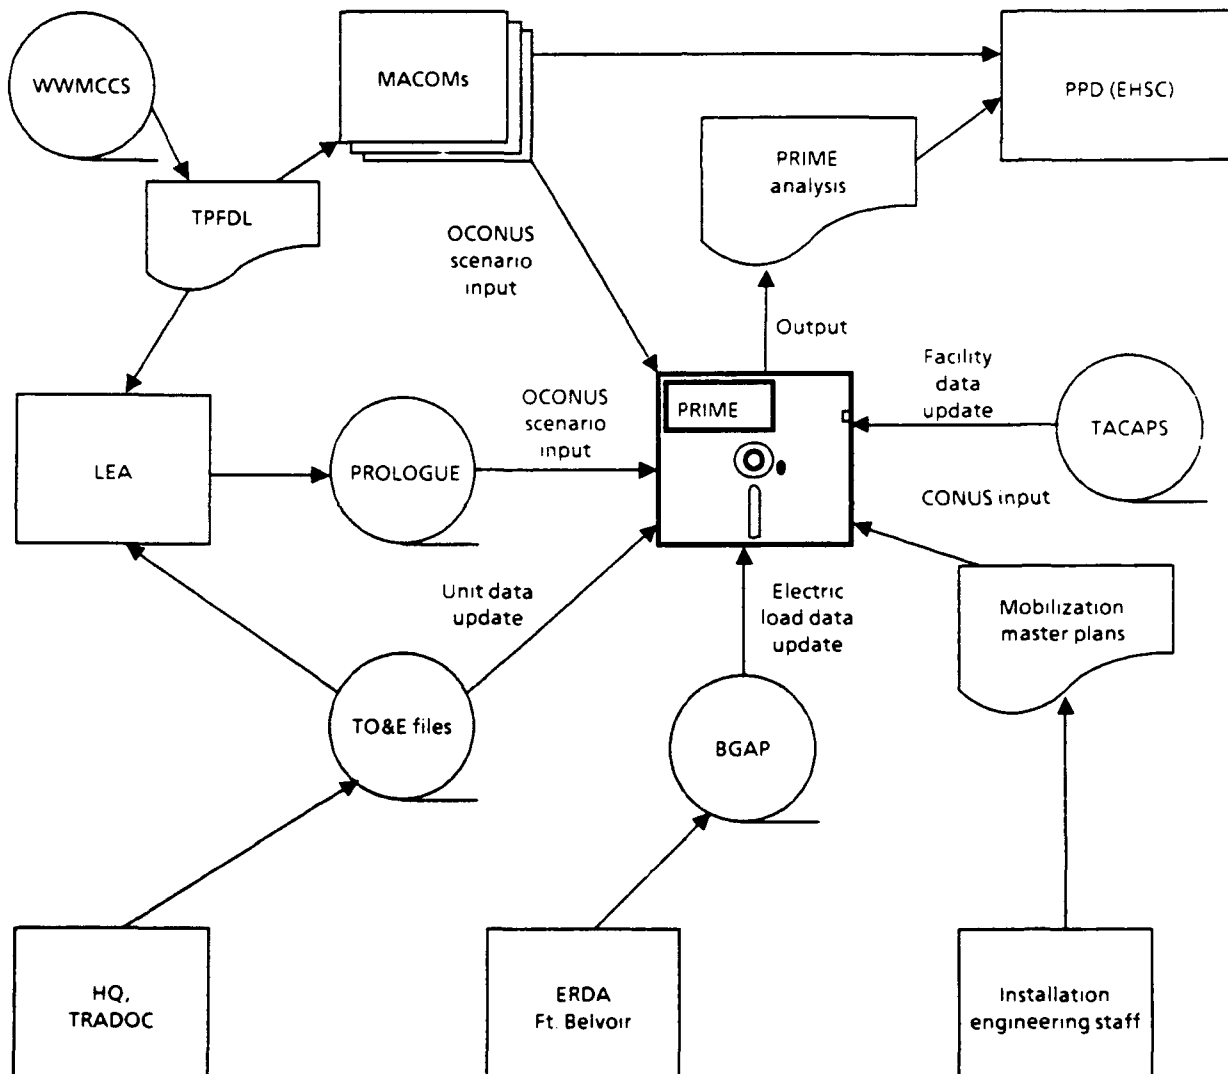 WWMCCS
MACOMs
PPD (EHSC)
PRIME
analysis
TPFDL
OCONUS
scenario
input
Output
Facility
data
update
OCONUS
scenario
input
PRIME
TACAPS
LEA
PROLOGUE
CONUS input
Unit data
update
Electric
load data
update
Mobilization
master plans
TO&E files
BGAP
HQ,
TRADOC
ERDA
Ft. Belvoir
Installation
engineering staff